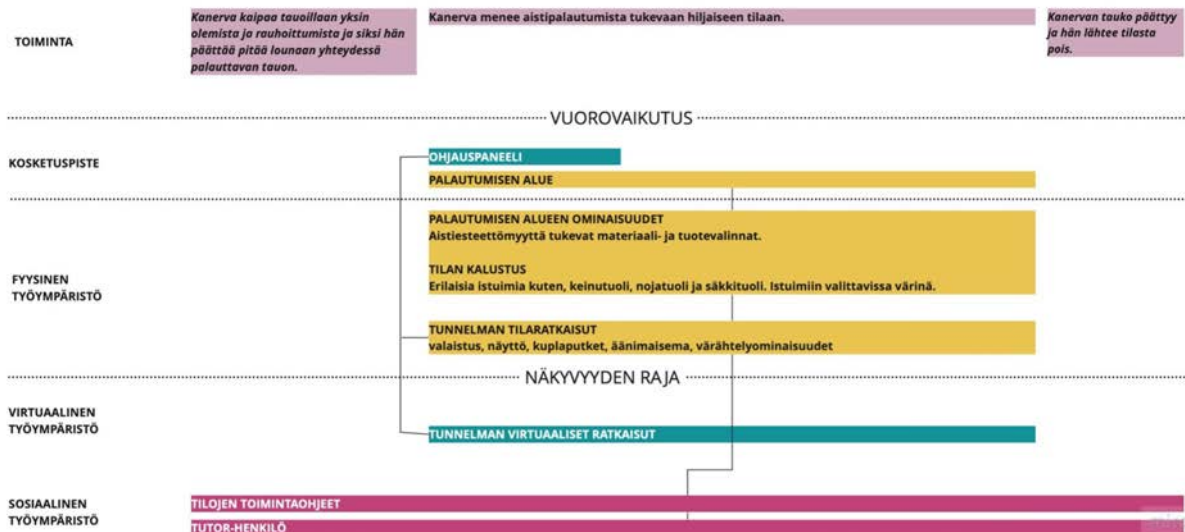 TOIMINTA
Kanerva kaipaa tauoillaan yksin
olemista ja rauhoittumista ja siksi hän
päättää pitää lounaan yhteydessä
palauttavan tauon.
Kanerva menee aistipalautumista tukevaan hiljaiseen tilaan.
Kanervan tauko päättyy
ja hän lähtee tilasta
pois.
VUOROVAIKUTUS
KOSKETUSPISTE
OHJAUSPANEELI
PALAUTUMISEN ALUE
FYYSINEN
TYÖYMPÄRISTÖ
PALAUTUMISEN ALUEEN OMINAISUUDET
Aistiesteettömyyttä tukevat materiaali- ja tuotevalinnat.
TILAN KALUSTUS
Erilaisia istuimia kuten, keinutuoli, nojatuoli ja säkkituoli. Istuimiin valittavissa värinä.
TUNNELMAN TILARATKAISUT
valaistus, näyttö, kuplaputket, äänimaisema, värähtelyominaisuudet
NÄKYVYYDEN RAJA
VIRTUAALINEN
TYÖYMPÄRISTÖ
TUNNELMAN VIRTUAALISET RATKAISUT
SOSIAALINEN
TYÖYMPÄRISTÖ
TILOJEN TOIMINTAOHJEET
TUTOR-HENKILÖ